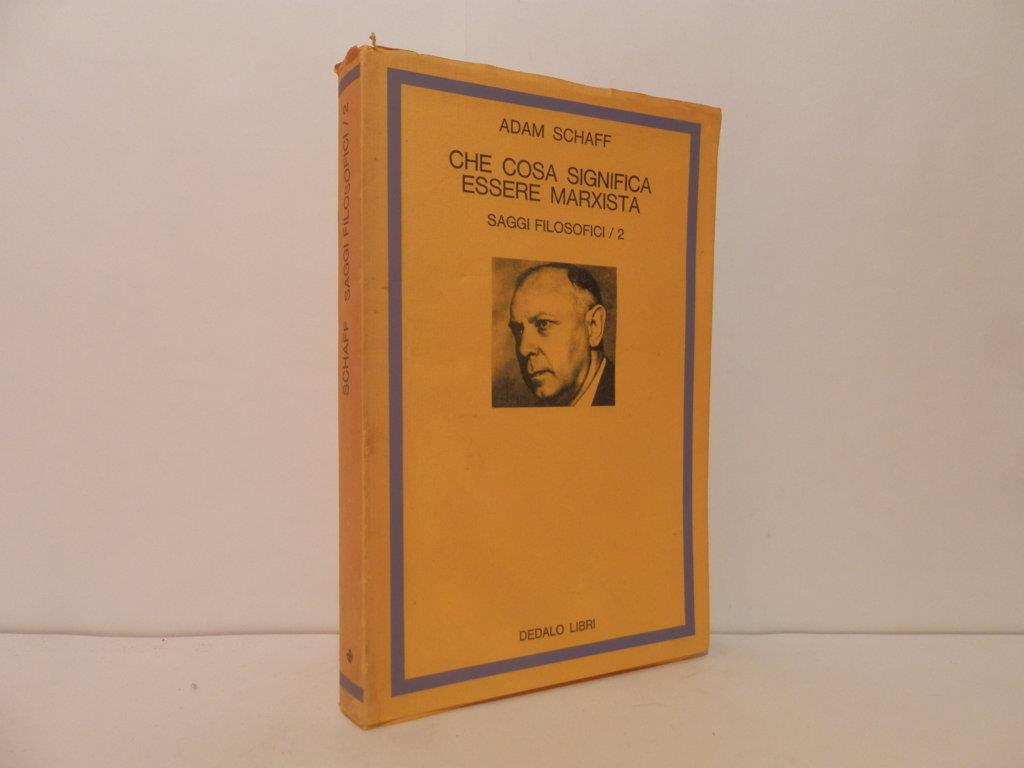 SCHAFF SAGGI FILOSOFICI / 2
ADAM SCHAFF
CHE COSA SIGNIFICA
ESSERE MARXISTA
SAGGI FILOSOFICI / 2
DEDALO LIBRI